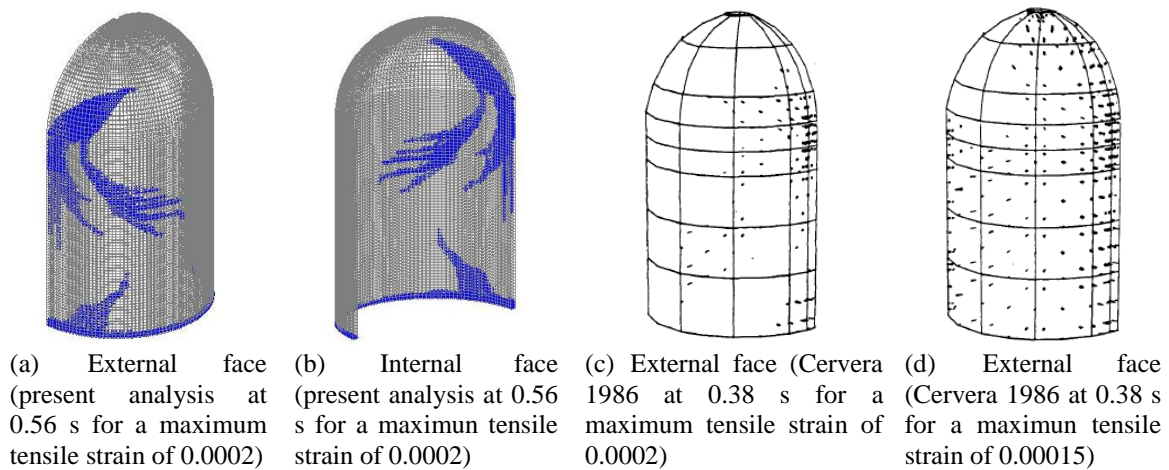 (a) External face
(present analysis at
0.56 s for a maximum
tensile strain of 0.0002)
(b) Internal face
(present analysis at 0.56
s for a maximun tensile
strain of 0.0002)
(c) External face (Cervera
1986 at 0.38 s for a
maximum tensile strain of
0.0002)
(d) External face
(Cervera 1986 at 0.38 s
for a maximun tensile
strain of 0.00015)